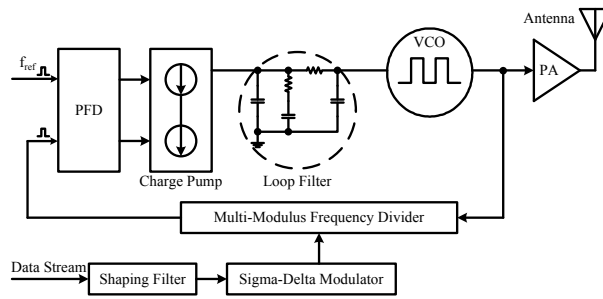 Antenna
VCO
f_ref
PFD
PA
Charge Pump
Loop Filter
Multi-Modulus Frequency Divider
Data Stream
Shaping Filter
Sigma-Delta Modulator